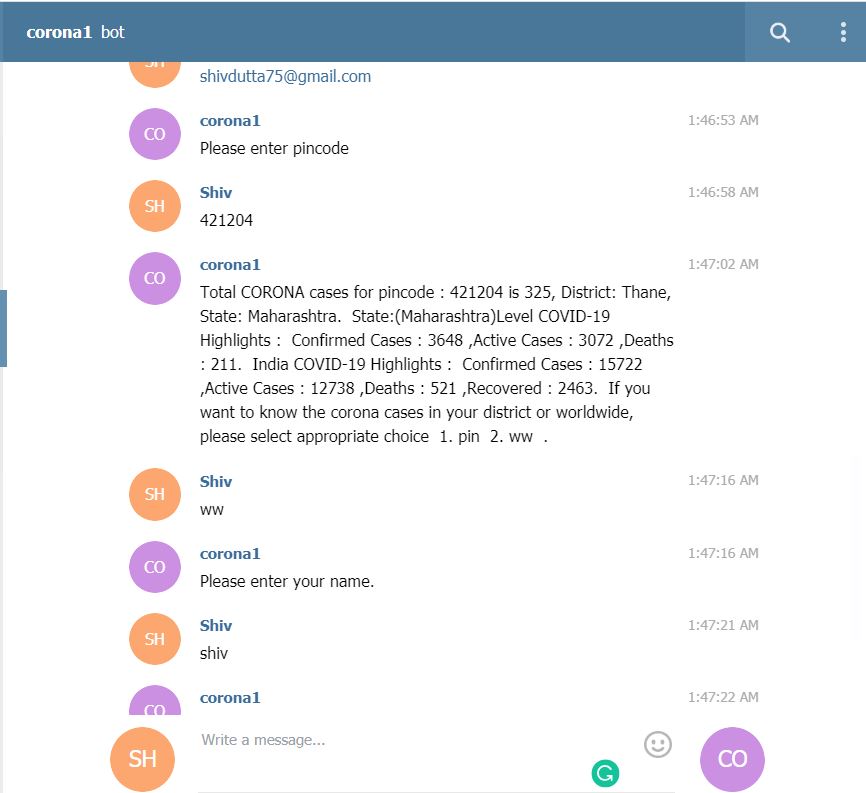 corona1 bot
SH
shivdutta75@gmail.com
CO
corona1
1:46:53 AM
Please enter pincode
SH
Shiv
1:46:58 AM
421204
CO
corona1
1:47:02 AM
Total CORONA cases for pincode : 421204 is 325, District: Thane,
State: Maharashtra.  State:(Maharashtra)Level COVID-19
Highlights :  Confirmed Cases : 3648 ,Active Cases : 3072 ,Deaths
: 211.  India COVID-19 Highlights :  Confirmed Cases : 15722
,Active Cases : 12738 ,Deaths : 521 ,Recovered : 2463.  If you
want to know the corona cases in your district or worldwide,
please select appropriate choice  1. pin  2. ww  .
SH
Shiv
1:47:16 AM
ww
CO
corona1
1:47:16 AM
Please enter your name.
SH
Shiv
1:47:21 AM
shiv
CO
corona1
1:47:22 AM
SH
Write a message...
CO